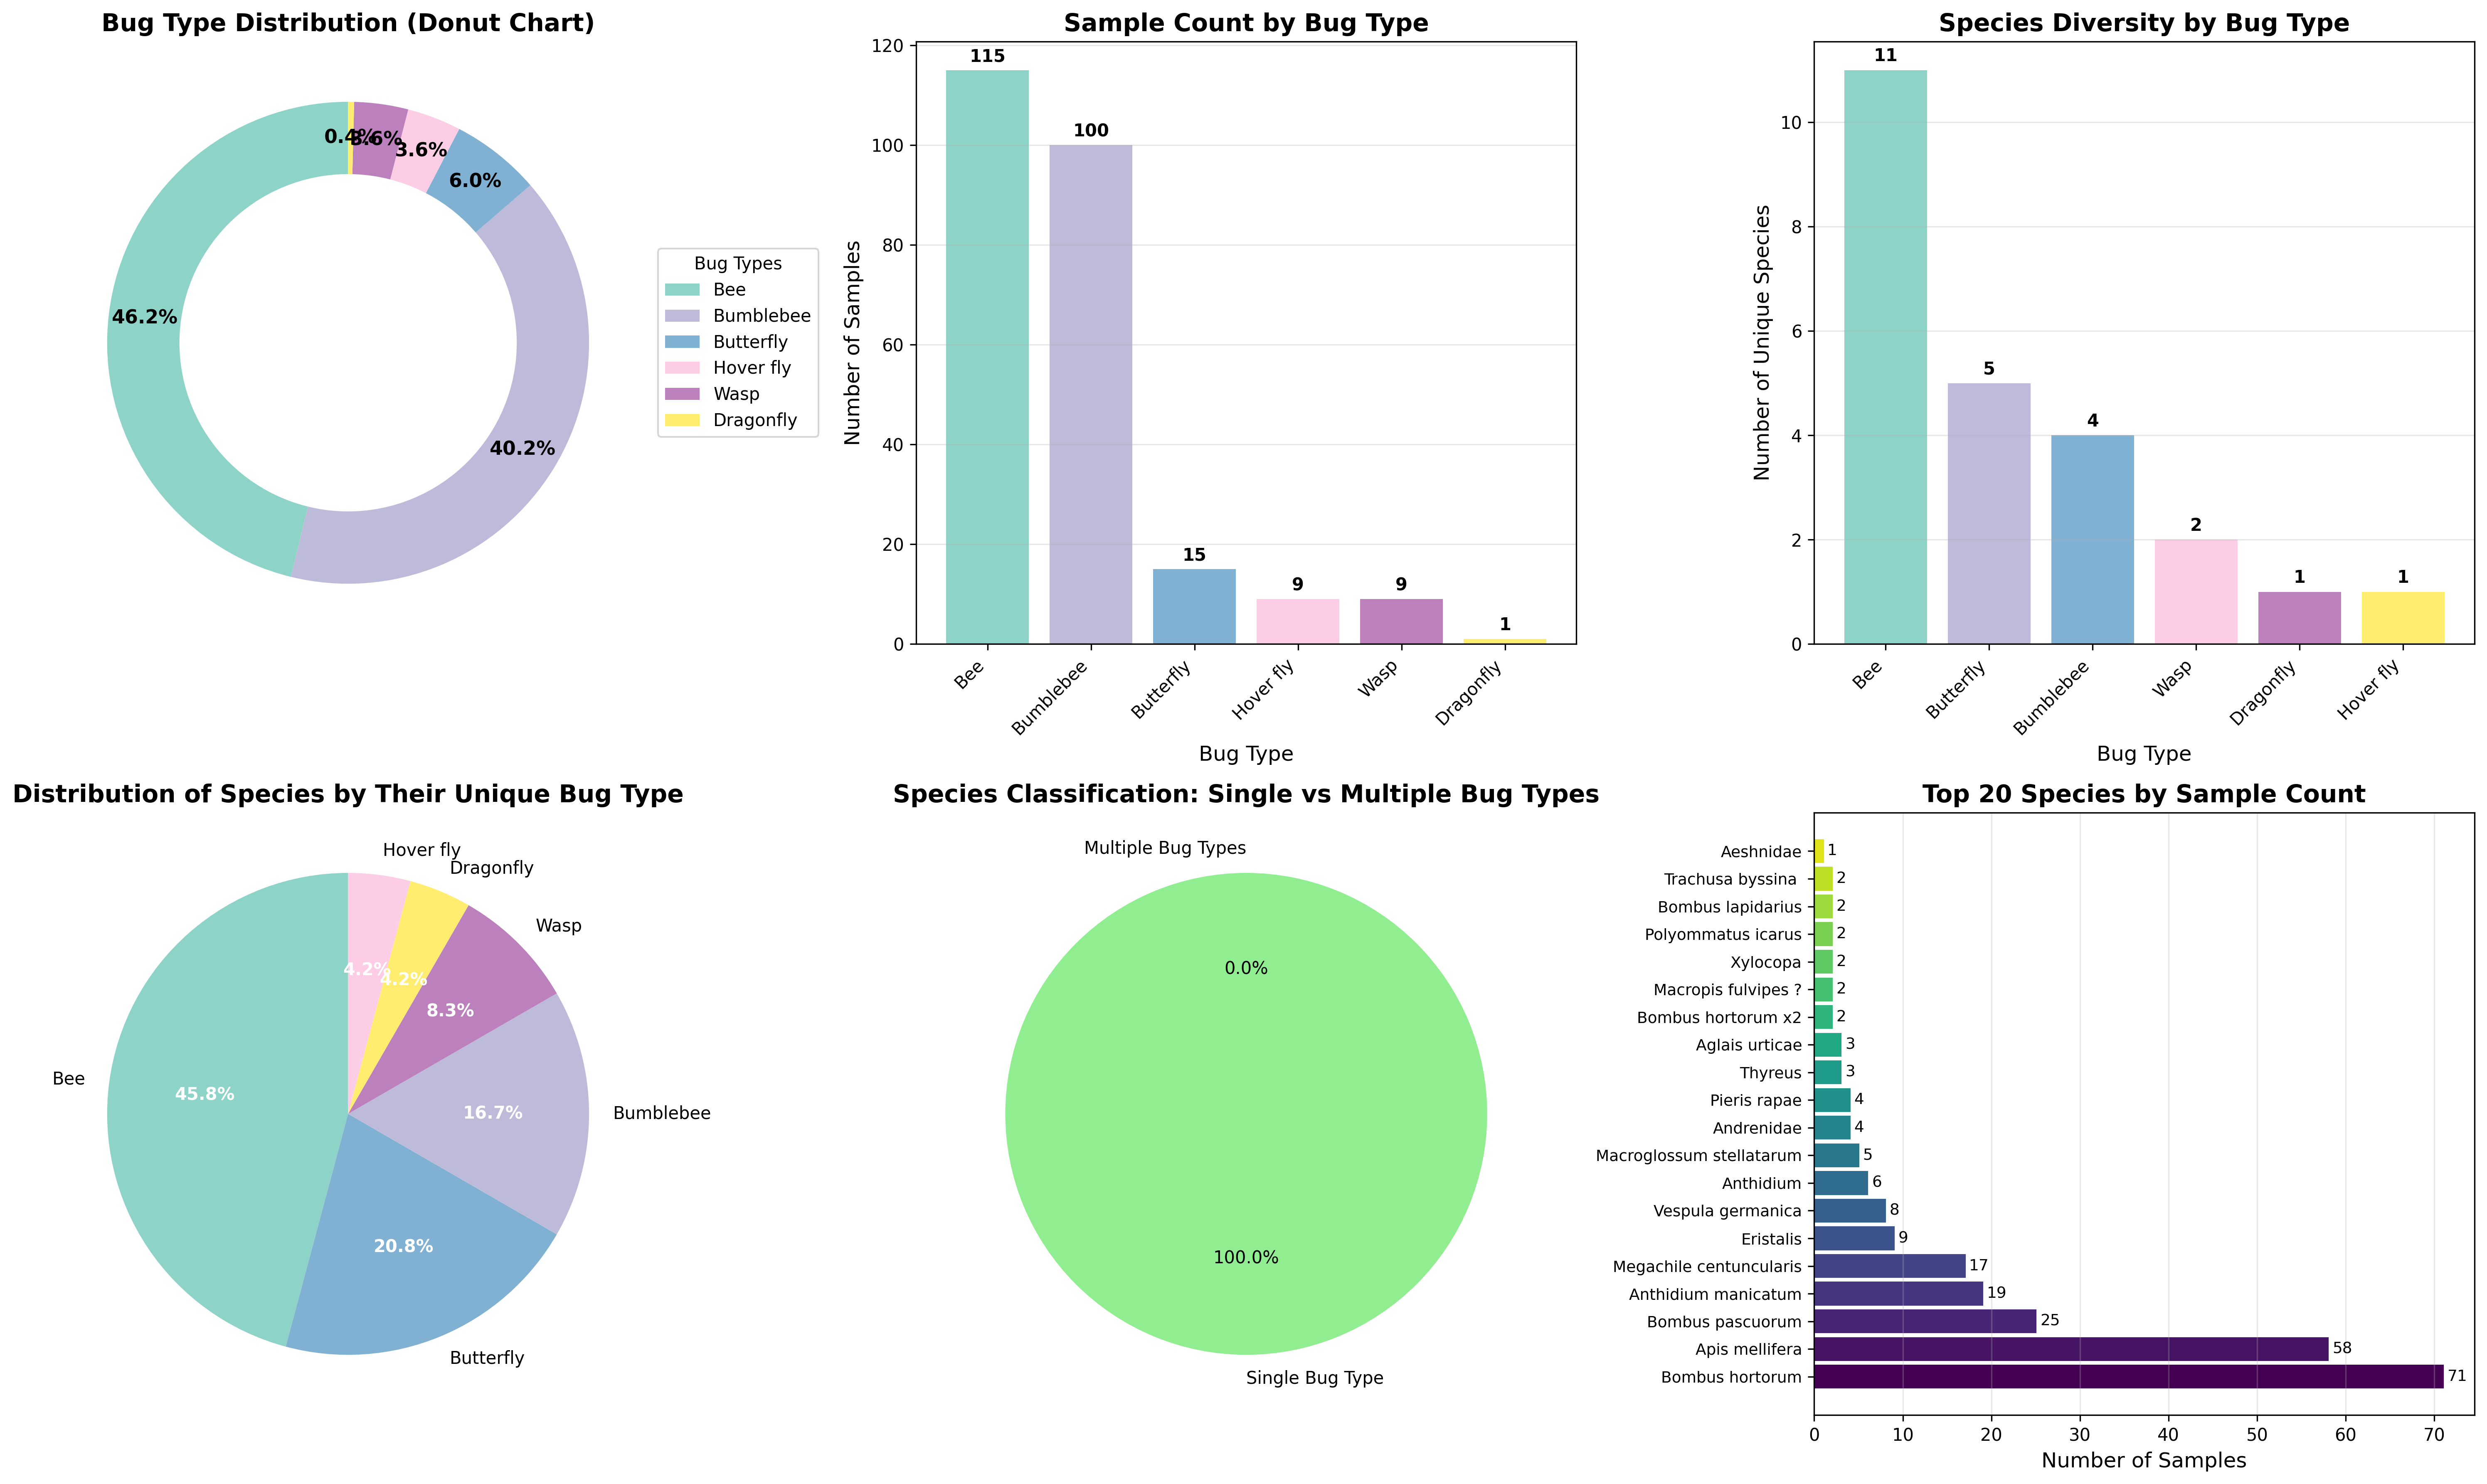 Bug Type Distribution (Donut Chart)
0.4%
3.6%
3.6%
6.0%
46.2%
40.2%
Bug Types
Bee
Bumblebee
Butterfly
Hover fly
Wasp
Dragonfly
Sample Count by Bug Type
Number of Samples
120
100
80
60
40
20
0
115
100
15
9
9
1
Bee
Bumblebee
Butterfly
Hover fly
Wasp
Dragonfly
Bug Type
Species Diversity by Bug Type
Number of Unique Species
10
8
6
4
2
0
11
5
4
2
1
1
Bee
Butterfly
Bumblebee
Wasp
Dragonfly
Hover fly
Bug Type
Distribution of Species by Their Unique Bug Type
Hover fly
Dragonfly
Wasp
Bee
Bumblebee
Butterfly
4.2%
4.2%
8.3%
45.8%
16.7%
20.8%
Species Classification: Single vs Multiple Bug Types
Multiple Bug Types
0.0%
100.0%
Single Bug Type
Top 20 Species by Sample Count
Aeshnidae 1
Trachusa byssina 2
Bombus lapidarius 2
Polyommatus icarus 2
Xylocopa 2
Macropis fulvipes ? 2
Bombus hortorum x2 2
Aglais urticae 3
Thyreus 3
Pieris rapae 4
Andrenidae 4
Macroglossum stellatarum 5
Anthidium 6
Vespula germanica 8
Eristalis 9
Megachile centuncularis 17
Anthidium manicatum 19
Bombus pascuorum 25
Apis mellifera 58
Bombus hortorum 71
0 10 20 30 40 50 60 70
Number of Samples